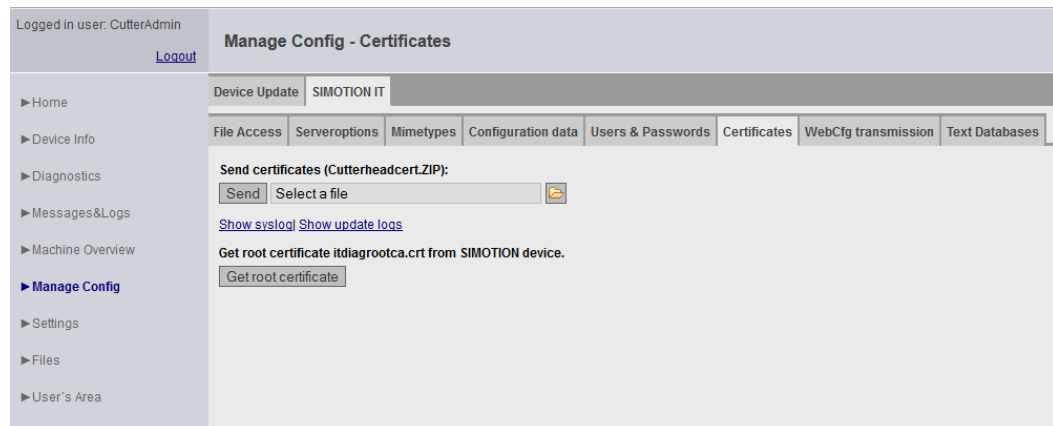 Logged in user: CutterAdmin
Logout
Manage Config - Certificates
Device Update SIMOTION IT
►Home
►Device Info
►Diagnostics
►Messages&Logs
►Machine Overview
►Manage Config
►Settings
►Files
►User´s Area
File Access Serveroptions Mimetypes Configuration data Users & Passwords Certificates WebCfg transmission Text Databases
Send certificates (Cutterheadcert.ZIP):
Send Select a file
Show syslog| Show update logs
Get root certificate itdiagrootca.crt from SIMOTION device.
Get root certificate